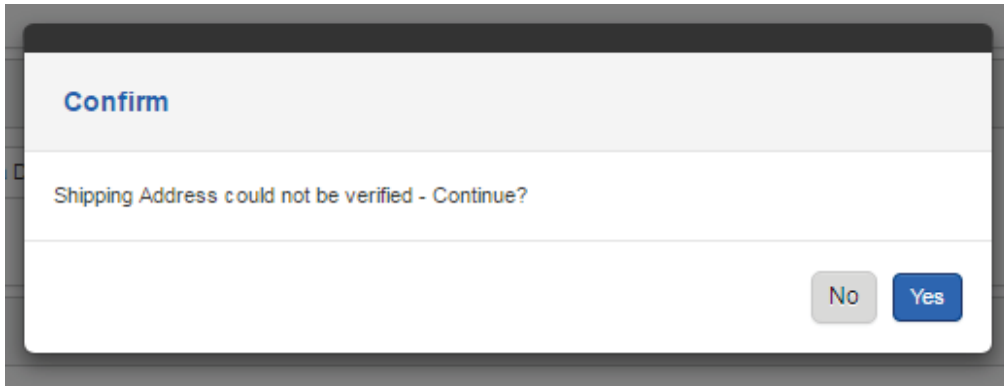 Confirm
D
Shipping Address could not be verified - Continue?
No
Yes